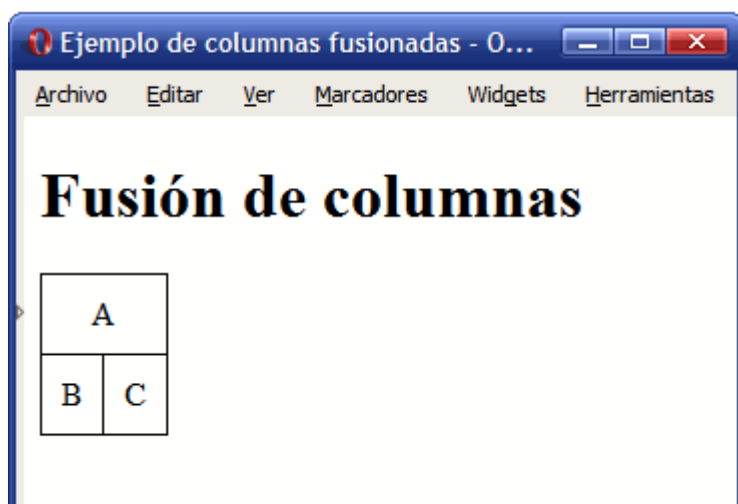 Ejemplo de columnas fusionadas - O...
Archivo Editar Ver Marcadores Widgets Herramientas
Fusión de columnas
A
B C